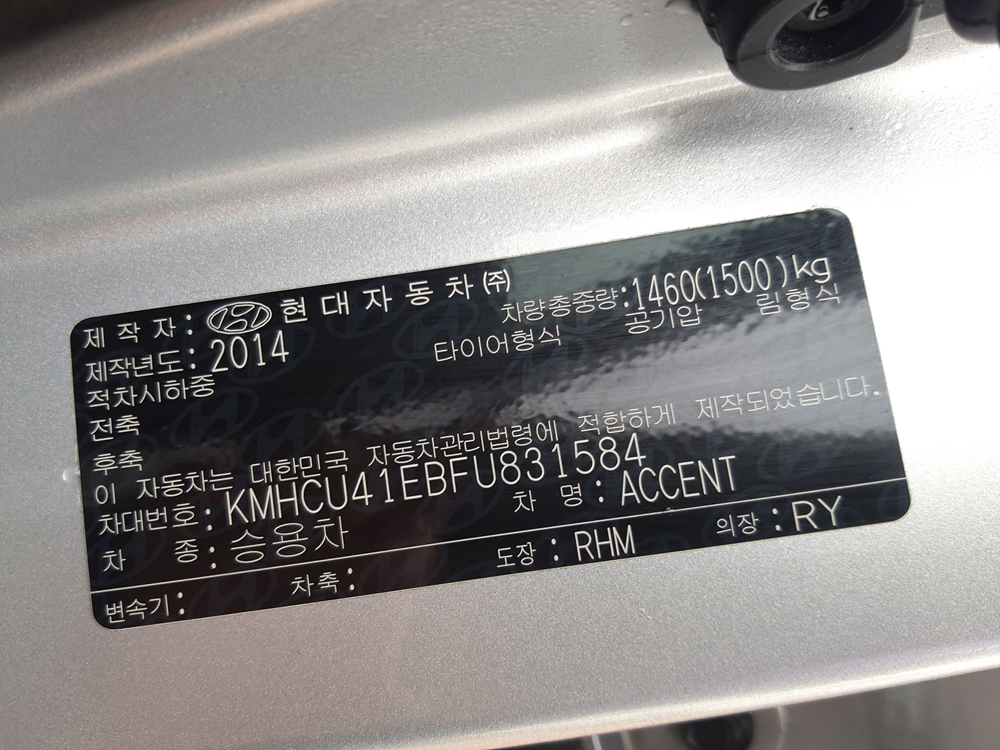 제 작 자 : 현 대 자 동 차 ㈜
차량총중량:1460(1500)kg
제작년도 : 2014
타이어형식 공기압 림형식
적차시하중
전축
후축
이 자동차는 대한민국 자동차관리법령에 적합하게 제작되었습니다.
차대번호 : KMHCU41EBFU831584
차 종 : 승용차 차 명 : ACCENT
변속기 : 차축 : 도장 : RHM 의장 : RY